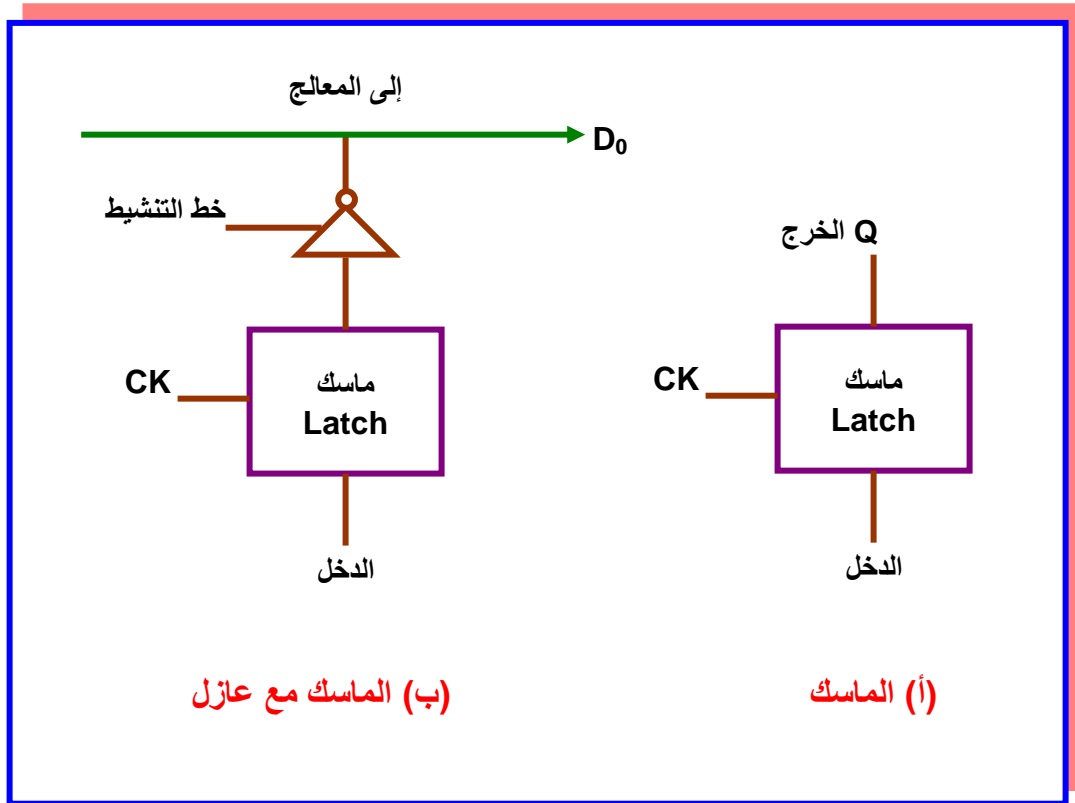 إلى المعالج
D₀
خط التنشيط
Q الخرج
CK
ماسك
Latch
CK
ماسك
Latch
الدخل
الدخل
(أ) الماسك
(ب) الماسك مع عازل